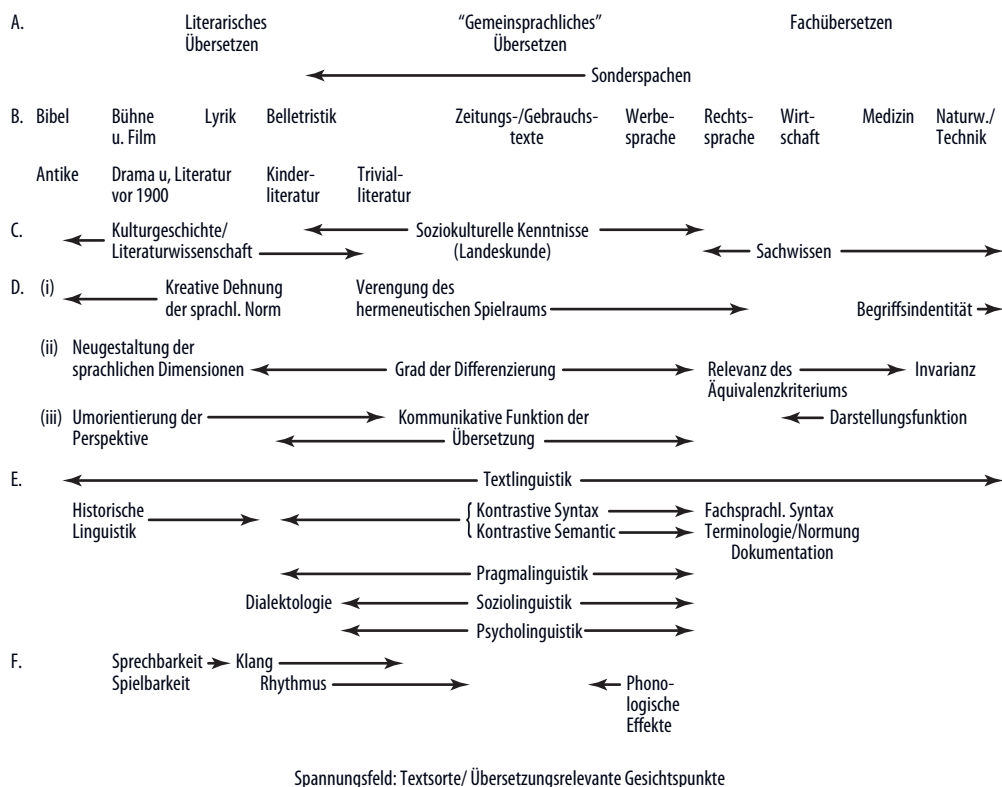 A. Literarisches “Gemeinsprachliches” Fachübersetzen
Übersetzen Übersetzen
Sonderspachen
B. Bibel Bühne Lyrik Belletristik Zeitungs-/Gebrauchs- Werbe- Rechts- Wirt- Medizin Naturw./
u. Film texte sprache sprache schaft Technik
Antike Drama u, Literatur Kinder- Trivial-
vor 1900 literatur literatur
C. Kulturgeschichte/ Soziokulturelle Kenntnisse
Literaturwissenschaft (Landeskunde) Sachwissen
D. (i) Kreative Dehnung Verengung des
der sprachl. Norm hermeneutischen Spielraums Begriffsindentität
(ii) Neugestaltung der
sprachlichen Dimensionen Grad der Differenzierung Relevanz des Invarianz
Äquivalenzkriteriums
(iii) Umorientierung der Kommunikative Funktion der Darstellungsfunktion
Perspektive Übersetzung
E. Textlinguistik
Historische Kontrastive Syntax Fachsprachl. Syntax
Linguistik Kontrastive Semantic Terminologie/Normung
Dokumentation
Pragmalinguistik
Dialektologie Soziolinguistik
Psycholinguistik
F. Sprechbarkeit Klang
Spielbarkeit Rhythmus Phono-
logische
Effekte
Spannungsfeld: Textsorte/ Übersetzungsrelevante Gesichtspunkte